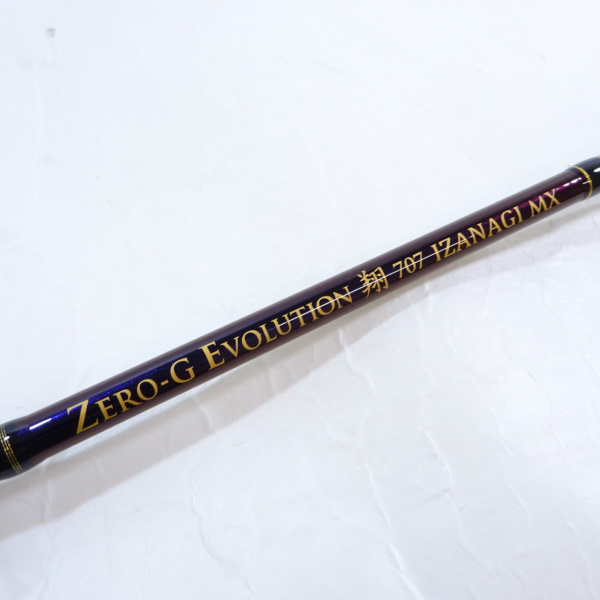 ZERO-G EVOLUTION 翔 707 IZANAGI MX